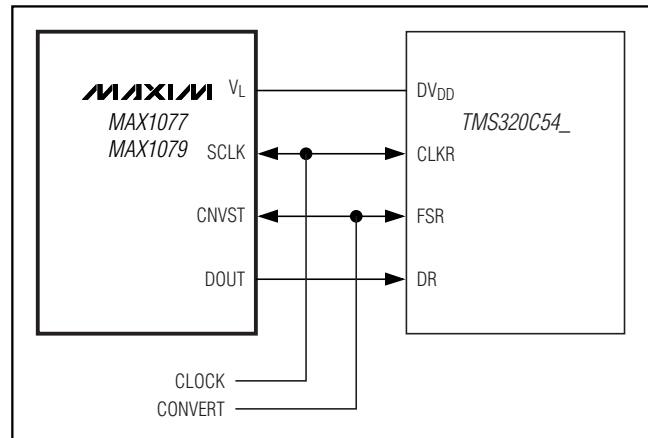 MAXIM
MAX1077
MAX1079
VL
SCLK
CNVST
DOUT
DVDD
CLKR
FSR
DR
TMS320C54_
CLOCK
CONVERT